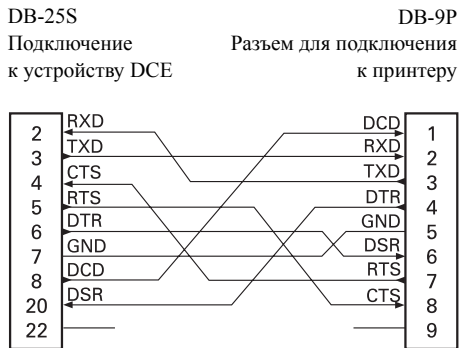 DB-25S DB-9P
Подключение Разъем для подключения
к устройству DCE к принтеру
2 RXD DCD 1
3 TXD RXD 2
4 CTS TXD 3
5 RTS DTR 4
6 DTR GND 5
7 GND DSR 6
8 DCD RTS 7
20 DSR CTS 8
22 9